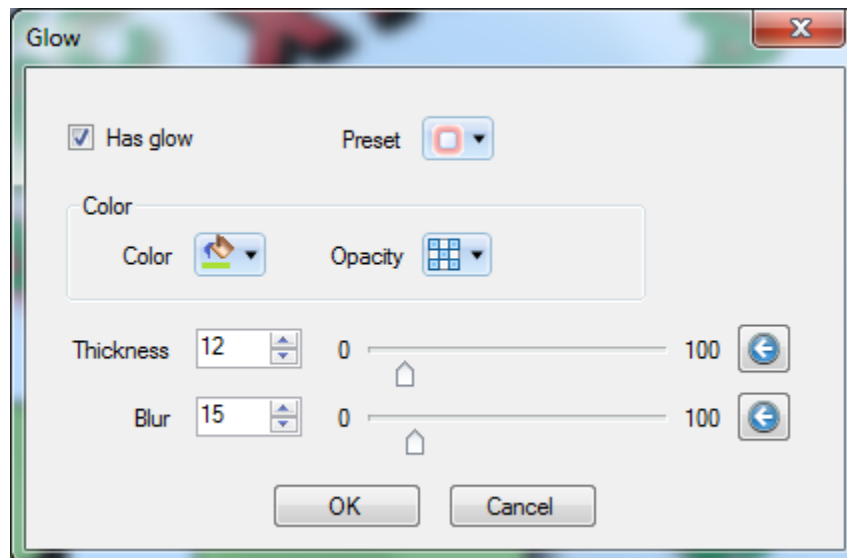 Glow
Has glow Preset
Color
Color Opacity
Thickness 12 0 100
Blur 15 0 100
OK Cancel